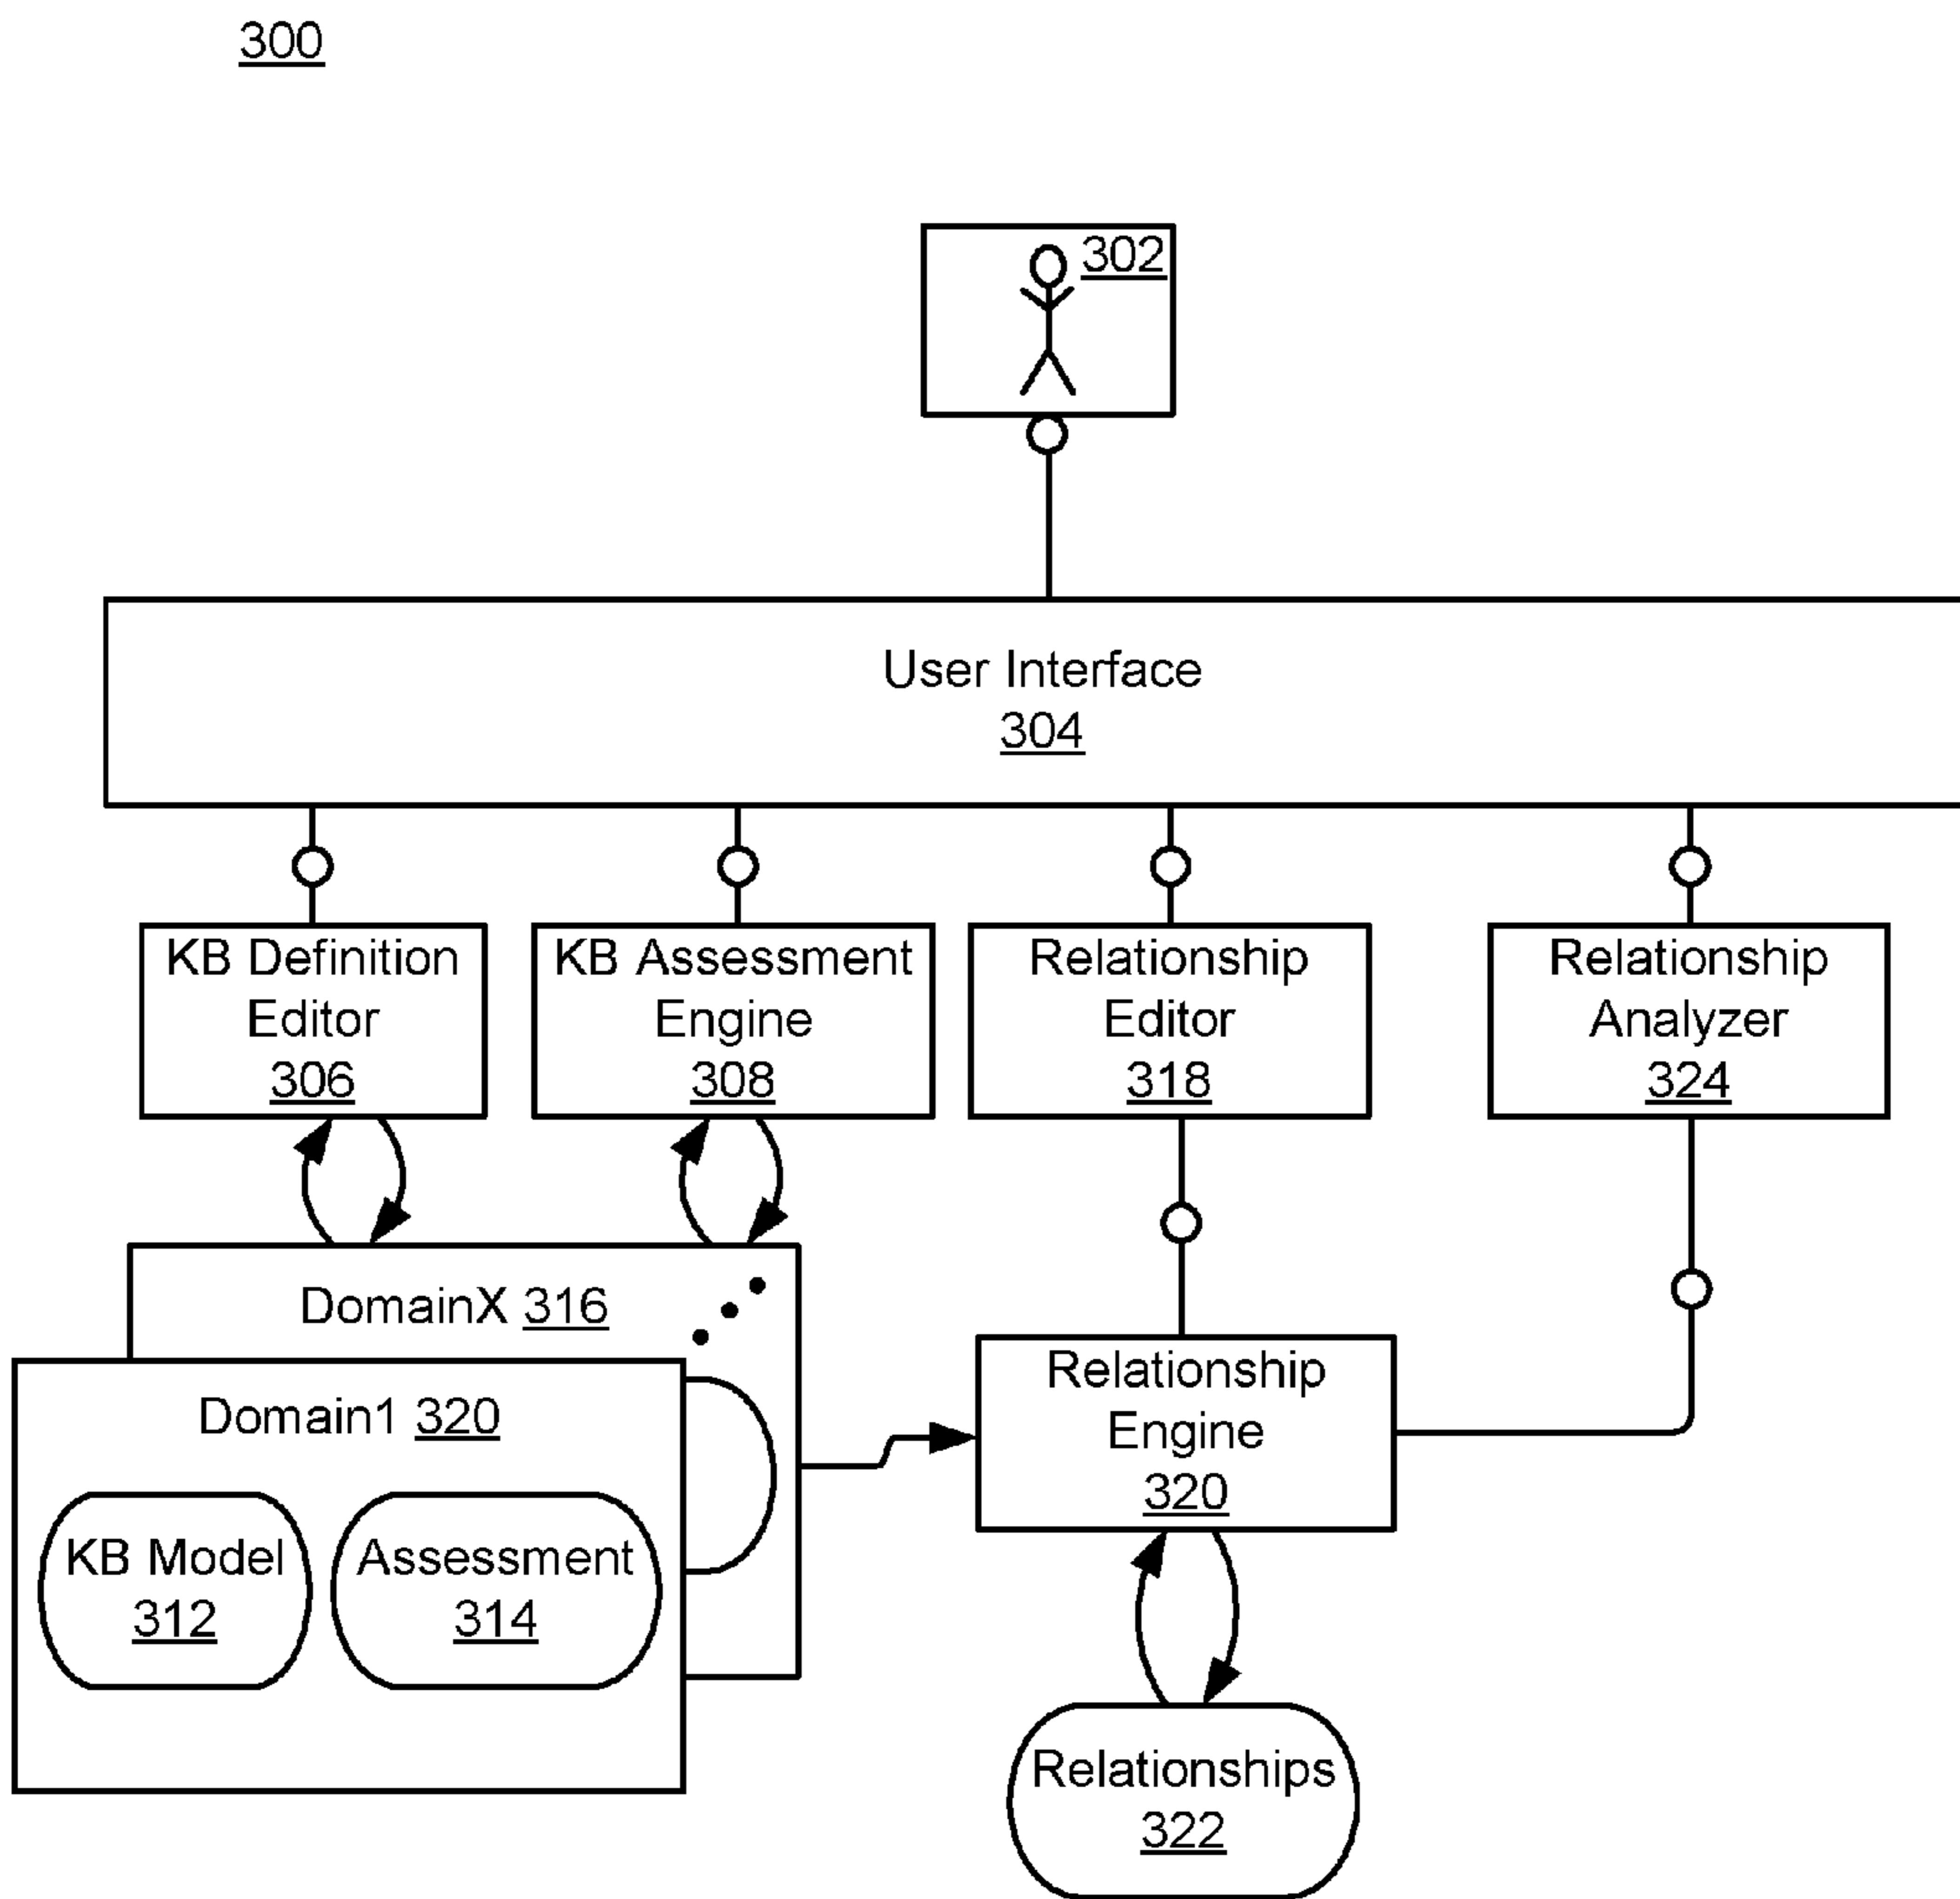 300
302
User Interface
304
KB Definition
Editor
306
KB Assessment
Engine
308
Relationship
Editor
318
Relationship
Analyzer
324
DomainX 316
Domain1 320
KB Model
312
Assessment
314
Relationship
Engine
320
Relationships
322